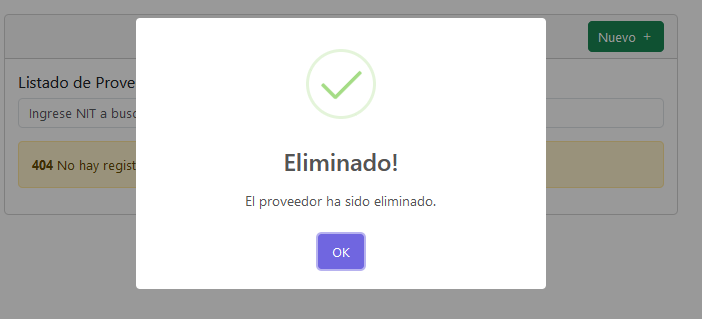 Nuevo +
Listado de Prove
Ingrese NIT a busc
404 No hay regist
Eliminado!
El proveedor ha sido eliminado.
OK